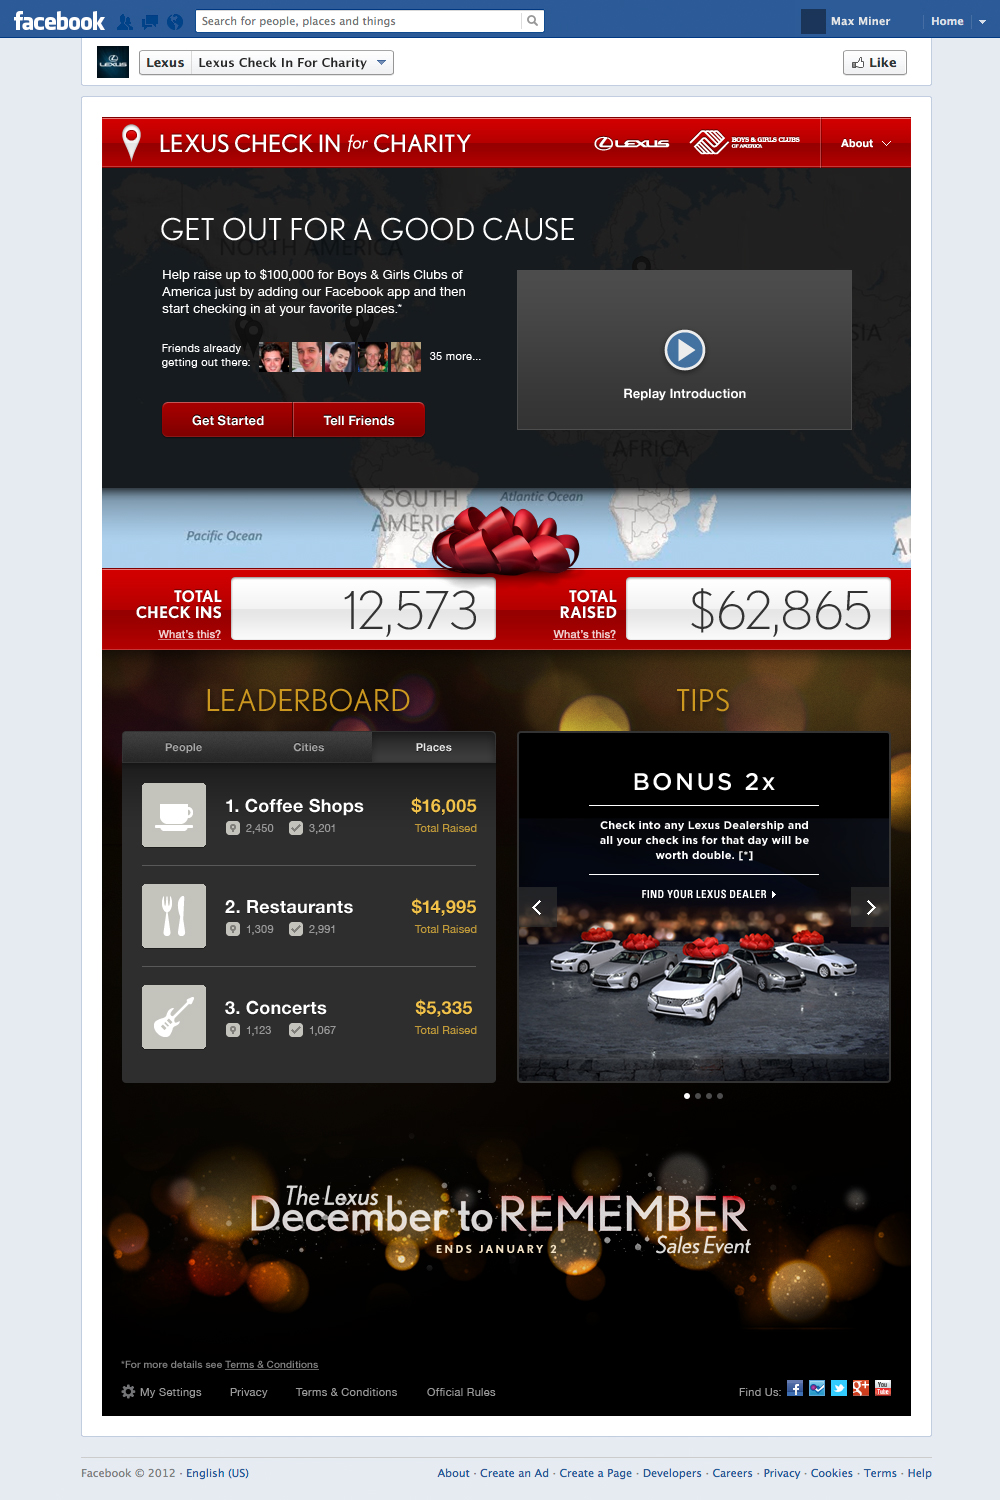 facebook
Search for people, places and things
Max Miner
Home
LEXUS
Lexus
Lexus Check In For Charity
Like
LEXUS CHECK IN for CHARITY
LEXUS
BOYS & GIRLS CLUBS
OF AMERICA
About
GET OUT FOR A GOOD CAUSE
NORTH AMERICA
Help raise up to $100,000 for Boys & Girls Clubs of
America just by adding our Facebook app and then
start checking in at your favorite places.*
Friends already
getting out there:
35 more...
Get Started
Tell Friends
Replay Introduction
AFRICA
SOUTH
AMERIC
Atlantic Ocean
Pacific Ocean
TOTAL
CHECK INS
What's this?
12,573
TOTAL
RAISED
What's this?
$62,865
LEADERBOARD
People
Cities
Places
1. Coffee Shops
$16,005
2,450
3,201
Total Raised
2. Restaurants
$14,995
1,309
2,991
Total Raised
3. Concerts
$5,335
1,123
1,067
Total Raised
TIPS
BONUS 2x
Check into any Lexus Dealership and
all your check ins for that day will be
worth double. [*]
FIND YOUR LEXUS DEALER
The Lexus
December to REMEMBER
ENDS JANUARY 2
Sales Event
*For more details see Terms & Conditions
My Settings
Privacy
Terms & Conditions
Official Rules
Find Us:
You
Tube
Facebook © 2012 · English (US)
About · Create an Ad · Create a Page · Developers · Careers · Privacy · Cookies · Terms · Help